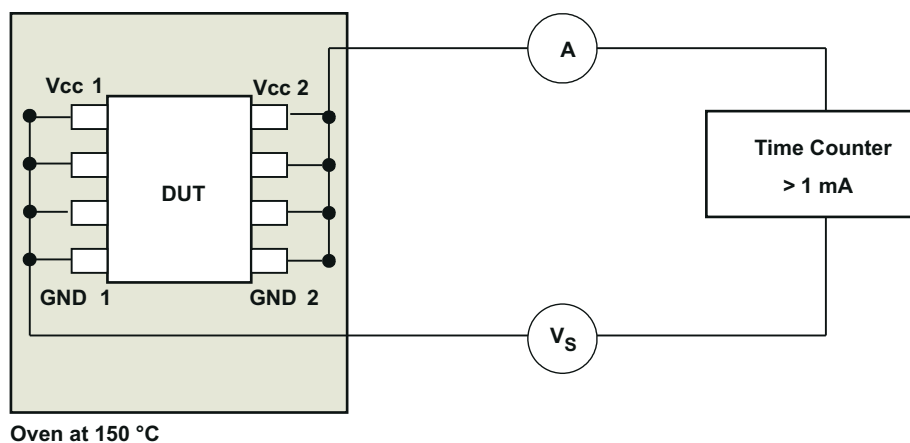 A
Vcc 1
Vcc 2
Time Counter
> 1 mA
DUT
GND 1
GND 2
VS
Oven at 150 °C